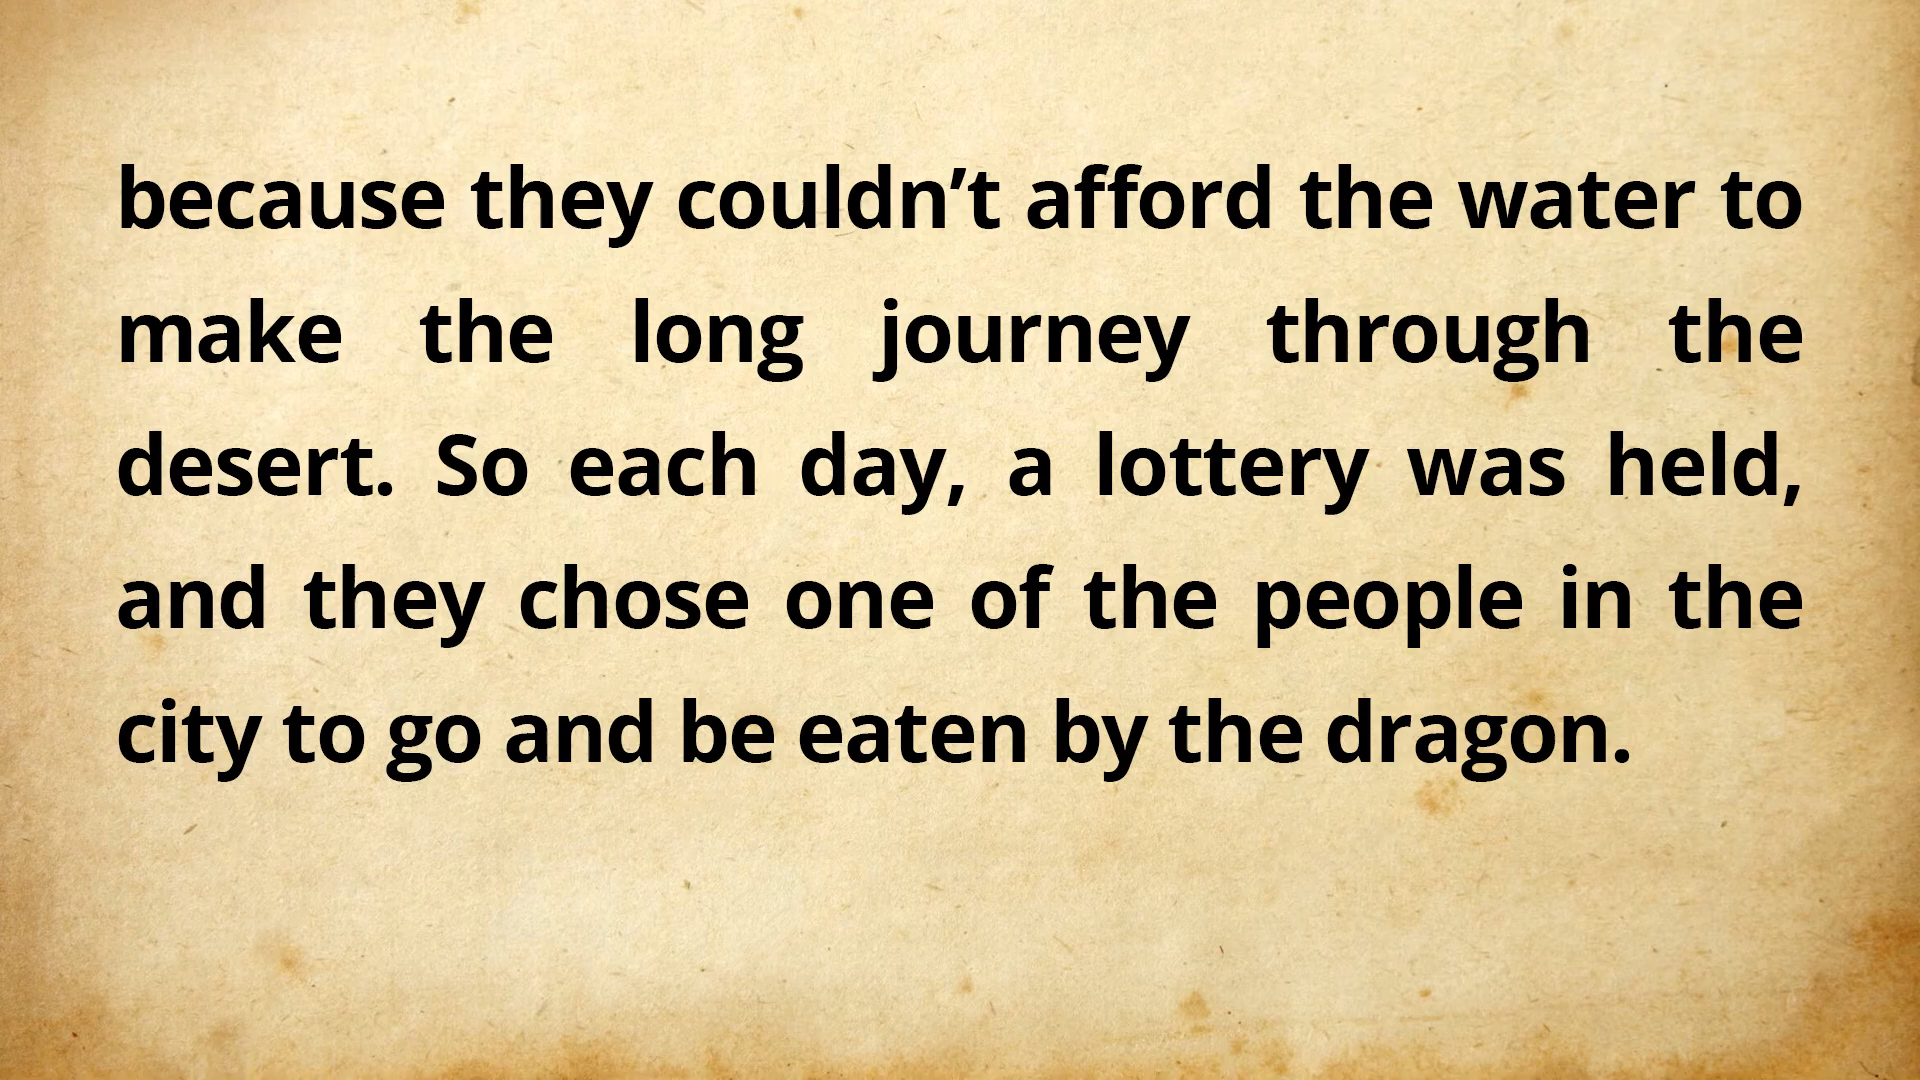 because they couldn’t afford the water to
make the long journey through the
desert. So each day, a lottery was held,
and they chose one of the people in the
city to go and be eaten by the dragon.